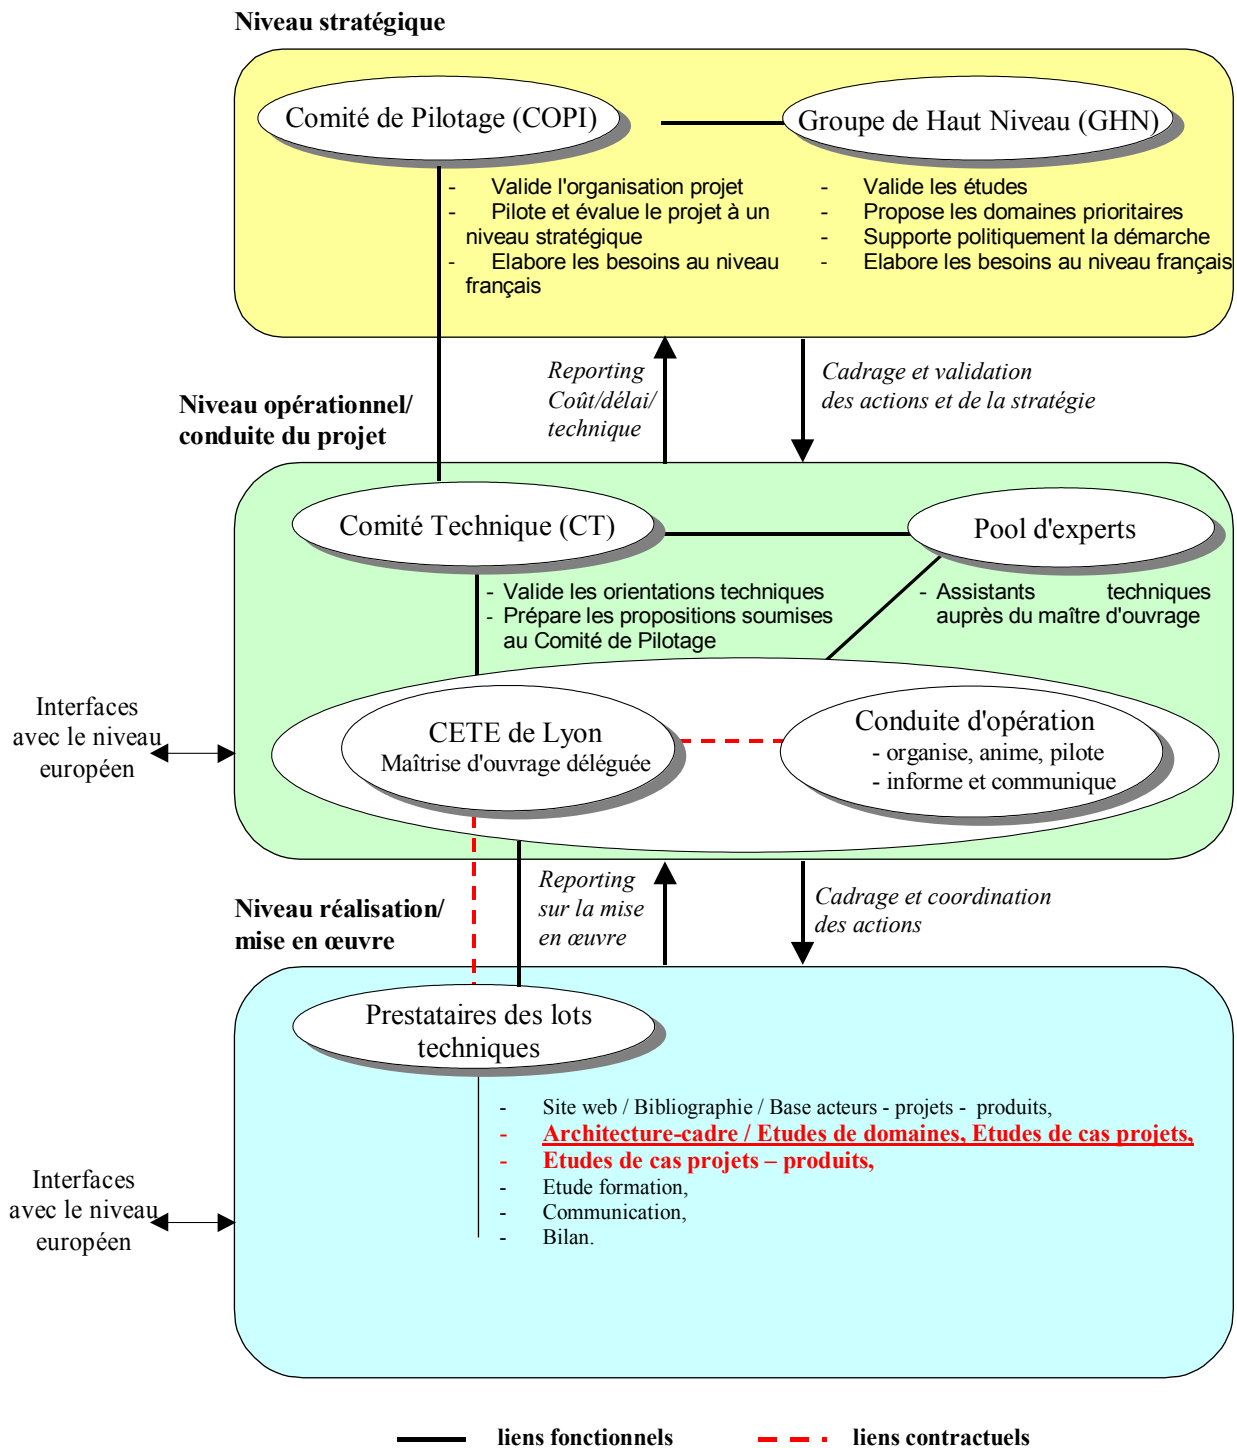 Niveau stratégique
Comité de Pilotage (COPI)
Groupe de Haut Niveau (GHN)
- Valide l'organisation projet
- Pilote et évalue le projet à un
niveau stratégique
- Elabore les besoins au niveau
français
- Valide les études
- Propose les domaines prioritaires
- Supporte politiquement la démarche
- Elabore les besoins au niveau français
Reporting
Coût/délai/
technique
Cadrage et validation
des actions et de la stratégie
Niveau opérationnel/
conduite du projet
Comité Technique (CT)
Pool d'experts
- Valide les orientations techniques
- Prépare les propositions soumises
au Comité de Pilotage
- Assistants techniques
auprès du maître d'ouvrage
Interfaces
avec le niveau
européen
CETE de Lyon
Maîtrise d'ouvrage déléguée
Conduite d'opération
- organise, anime, pilote
- informe et communique
Reporting
sur la mise
en œuvre
Cadrage et coordination
des actions
Niveau réalisation/
mise en œuvre
Prestataires des lots
techniques
- Site web / Bibliographie / Base acteurs - projets - produits,
- Architecture-cadre / Etudes de domaines, Etudes de cas projets,
- Etudes de cas projets – produits,
- Etude formation,
- Communication,
- Bilan.
Interfaces
avec le niveau
européen
liens fonctionnels
liens contractuels